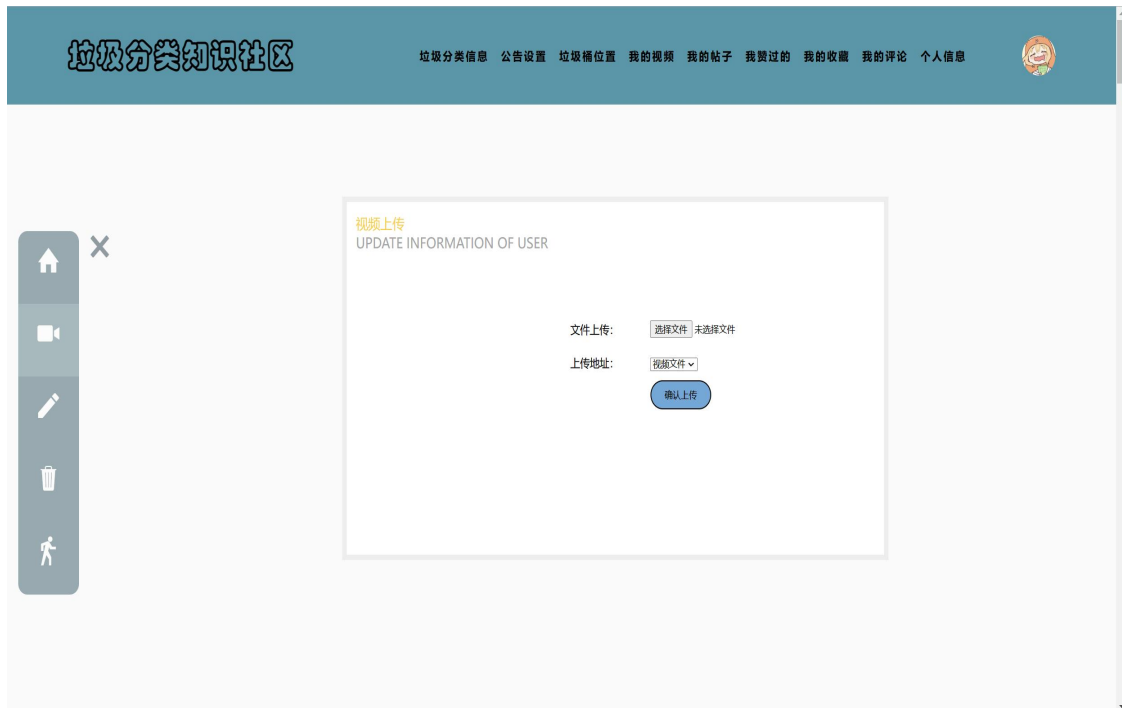 垃圾分类知识社区
垃圾分类信息 公告设置 垃圾桶位置 我的视频 我的帖子 我赞过的 我的收藏 我的评论 个人信息
视频上传
UPDATE INFORMATION OF USER
文件上传: 选择文件 未选择文件
上传地址: 视频文件
确认上传